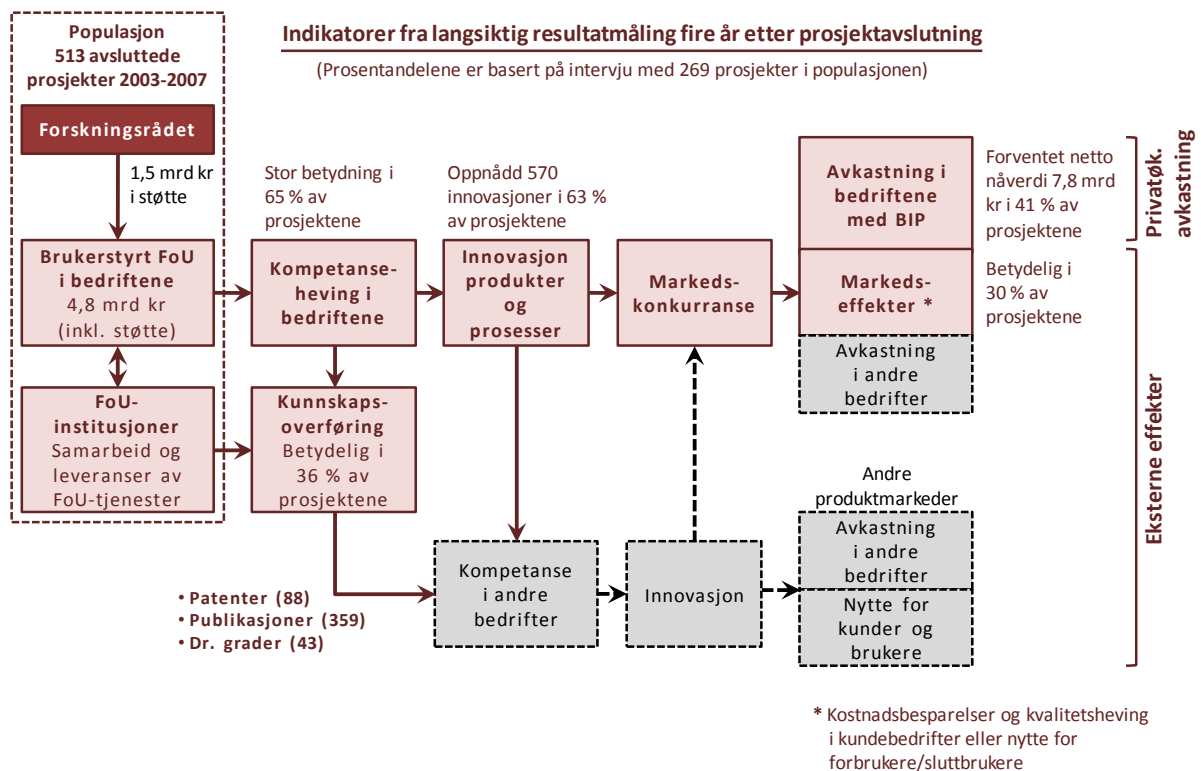 Populasjon
513 avsluttede
prosjekter 2003-2007
Indikatorer fra langsiktig resultatmåling fire år etter prosjektavslutning
(Prosentandelene er basert på intervju med 269 prosjekter i populasjonen)
Forskningsrådet
1,5 mrd kr
i støtte
Brukerstyrt FoU
i bedriftene
4,8 mrd kr
(inkl. støtte)
FoU-
institusjoner
Samarbeid og
leveranser av
FoU-tjenester
Stor betydning i
65 % av
prosjektene
Kompetanse-
heving i
bedriftene
Kunnskaps-
overføring
Betydelig i
36 % av
prosjektene
Oppnådd 570
innovasjoner i 63 %
av prosjektene
Innovasjon
produkter
og
prosesser
Markeds-
konkurranse
Avkastning i
bedriftene
med BIP
Forventet netto
nåverdi 7,8 mrd
kr i 41 % av
prosjektene
Privatøk.
avkastning
Markeds-
effekter *
Betydelig i
30 % av
prosjektene
Avkastning
i andre
bedrifter
Eksterne effekter
• Patenter (88)
• Publikasjoner (359)
• Dr. grader (43)
Kompetanse
i andre
bedrifter
Innovasjon
Andre
produktmarkeder
Avkastning
i andre
bedrifter
Nytte for
kunder og
brukere
* Kostnadsbesparelser og kvalitetsheving
i kundebedrifter eller nytte for
forbrukere/sluttbrukere